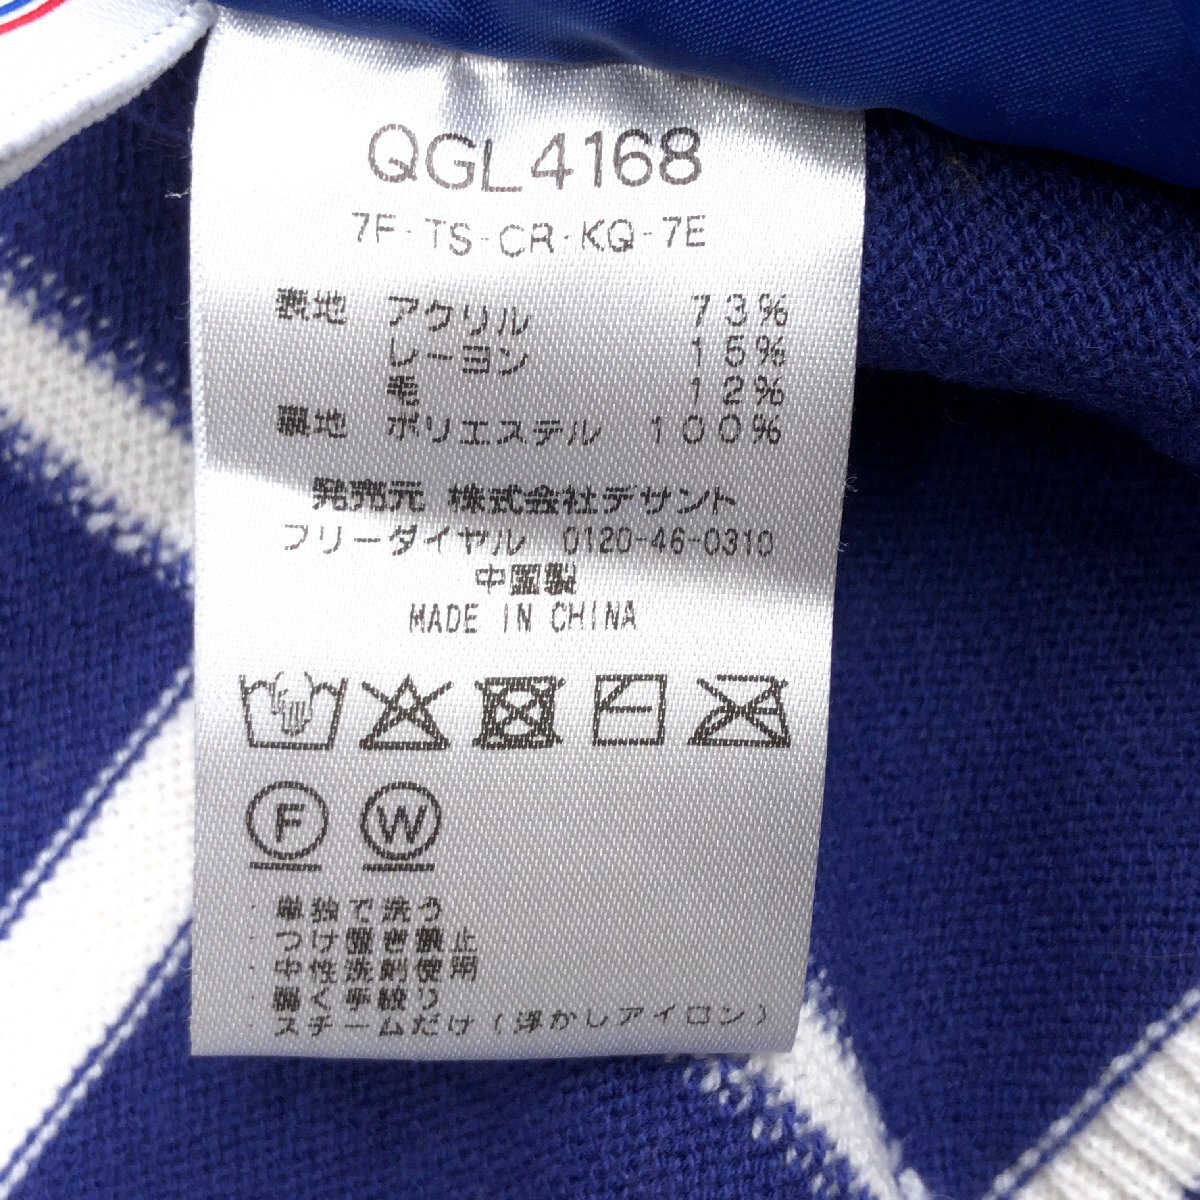 QGL4168
7F-TS-CR-KQ-7E
表地 アクリル 73%
レーヨン 15%
毛 12%
裏地 ポリエステル 100%
発売元 株式会社デサント
フリーダイヤル 0120-46-0310
中国製
MADE IN CHINA
F W
・単独で洗う
・つけ置き禁止
・中性洗剤使用
・弱く手絞り
・スチームだけ(浮かしアイロン)